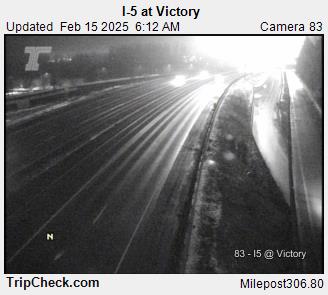 I-5 at Victory
Updated  Feb 15 2025  6:12 AM
Camera 83
T
N
83 - I5 @ Victory
TripCheck.com
Milepost306.80